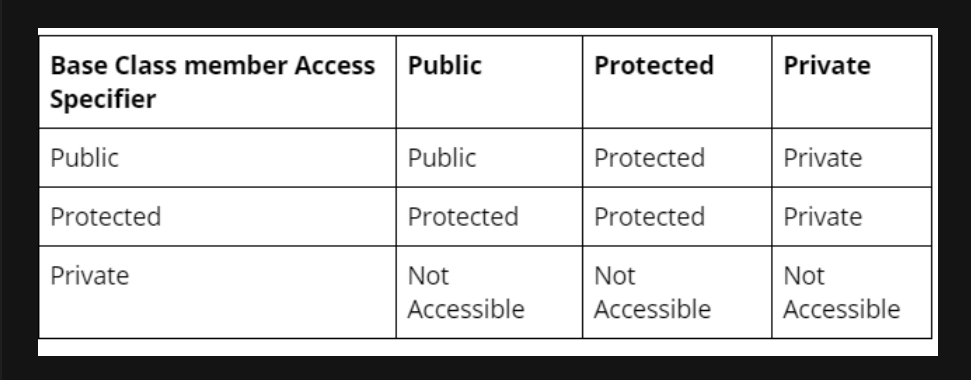 Base Class member Access Specifier | Public | Protected | Private
Public | Public | Protected | Private
Protected | Protected | Protected | Private
Private | Not Accessible | Not Accessible | Not Accessible